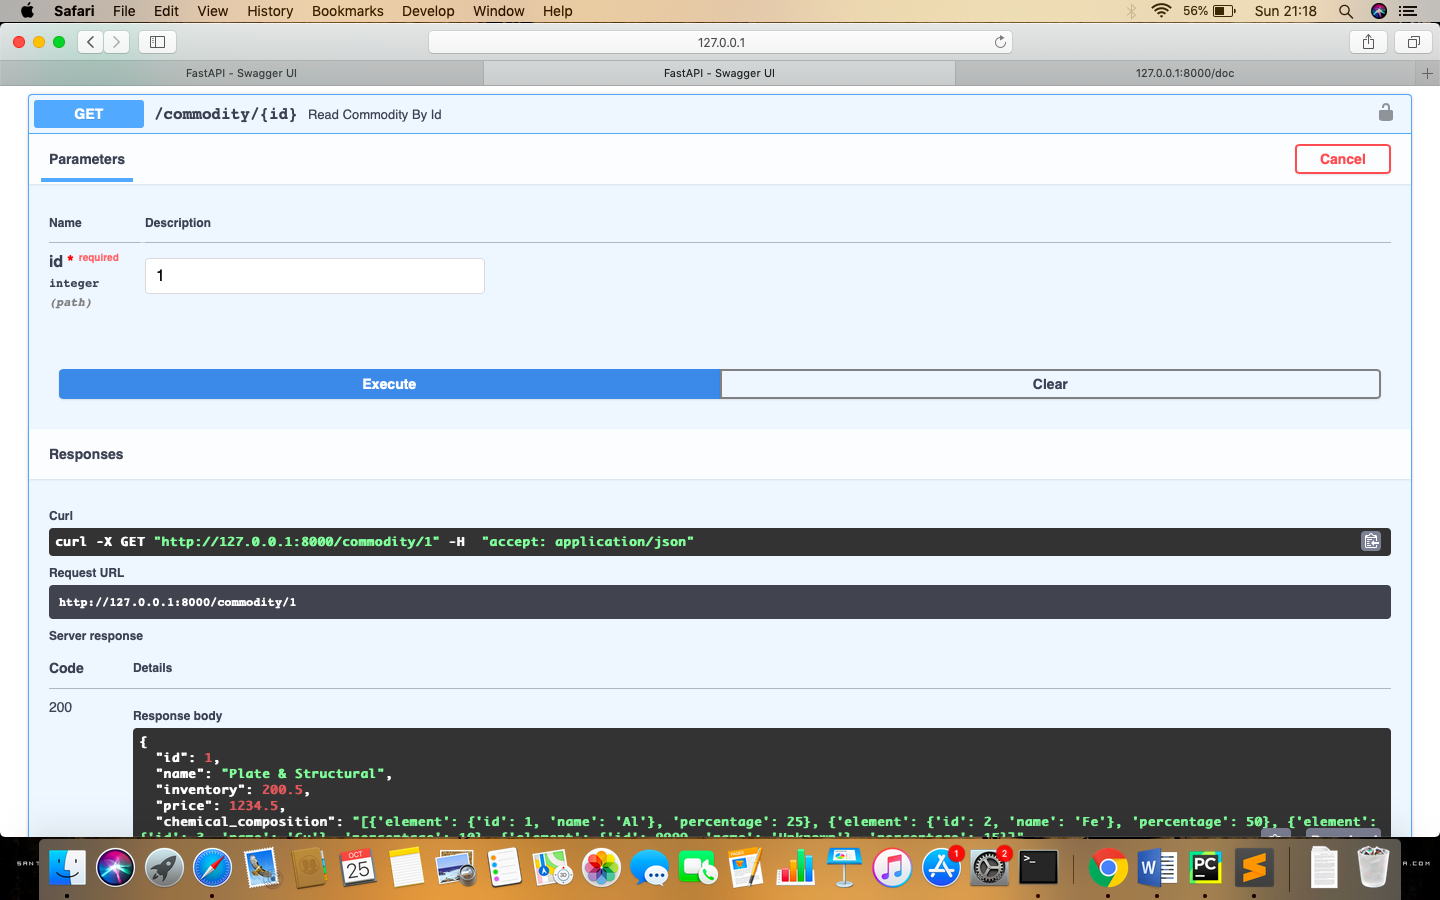 Safari File Edit View History Bookmarks Develop Window Help 56% Sun 21:18
127.0.0.1
FastAPI - Swagger UI FastAPI - Swagger UI 127.0.0.1:8000/doc
GET /commodity/{id} Read Commodity By Id
Parameters Cancel
Name Description
id * required
integer
(path)
1
Execute Clear
Responses
Curl
curl -X GET "http://127.0.0.1:8000/commodity/1" -H "accept: application/json"
Request URL
http://127.0.0.1:8000/commodity/1
Server response
Code Details
200
Response body
{
"id": 1,
"name": "Plate & Structural",
"inventory": 200.5,
"price": 1234.5,
"chemical_composition": "[{'element': {'id': 1, 'name': 'Al'}, 'percentage': 25}, {'element': {'id': 2, 'name': 'Fe'}, 'percentage': 50}, {'element':
OCT
25
1
2
>_
W
PC
S